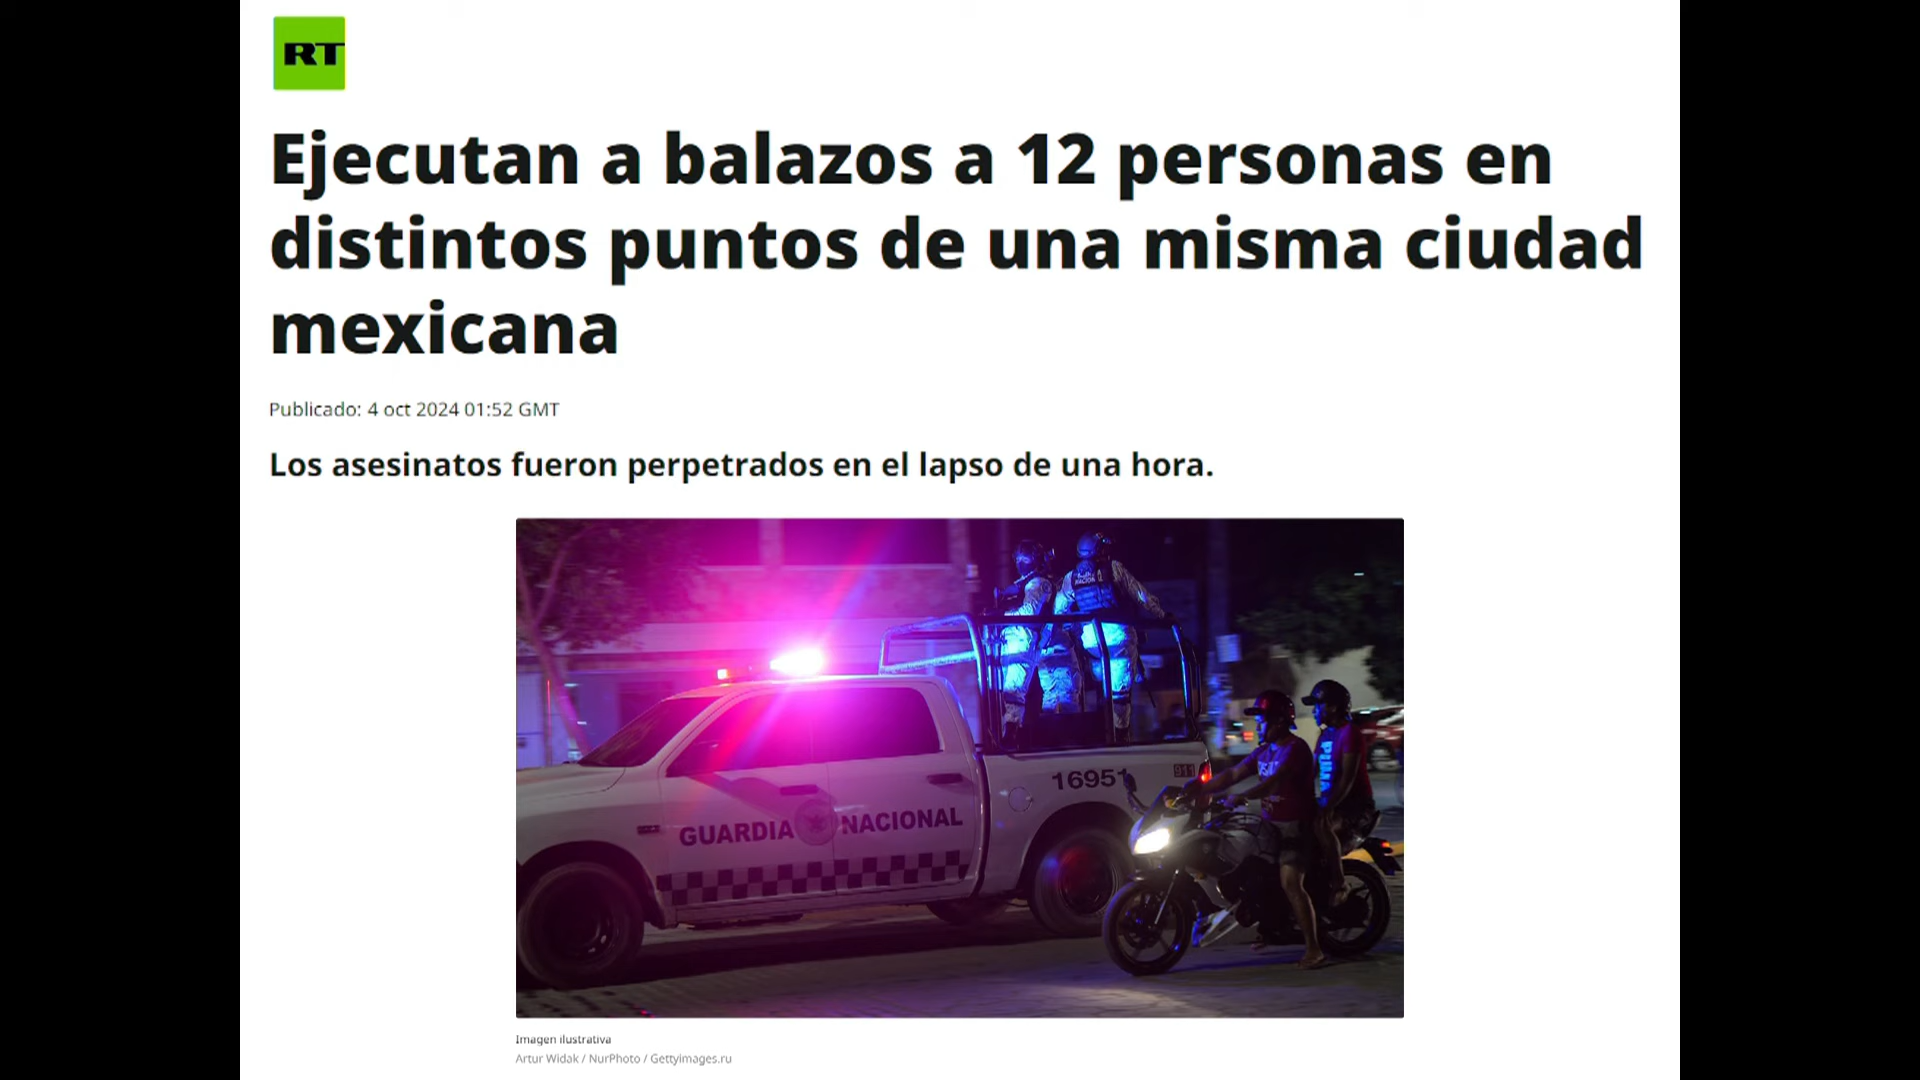 RT
Ejecutan a balazos a 12 personas en
distintos puntos de una misma ciudad
mexicana
Publicado: 4 oct 2024 01:52 GMT
Los asesinatos fueron perpetrados en el lapso de una hora.
16951
911
GUARDIA NACIONAL
PUMA
Imagen ilustrativa
Artur Widak / NurPhoto / Gettyimages.ru